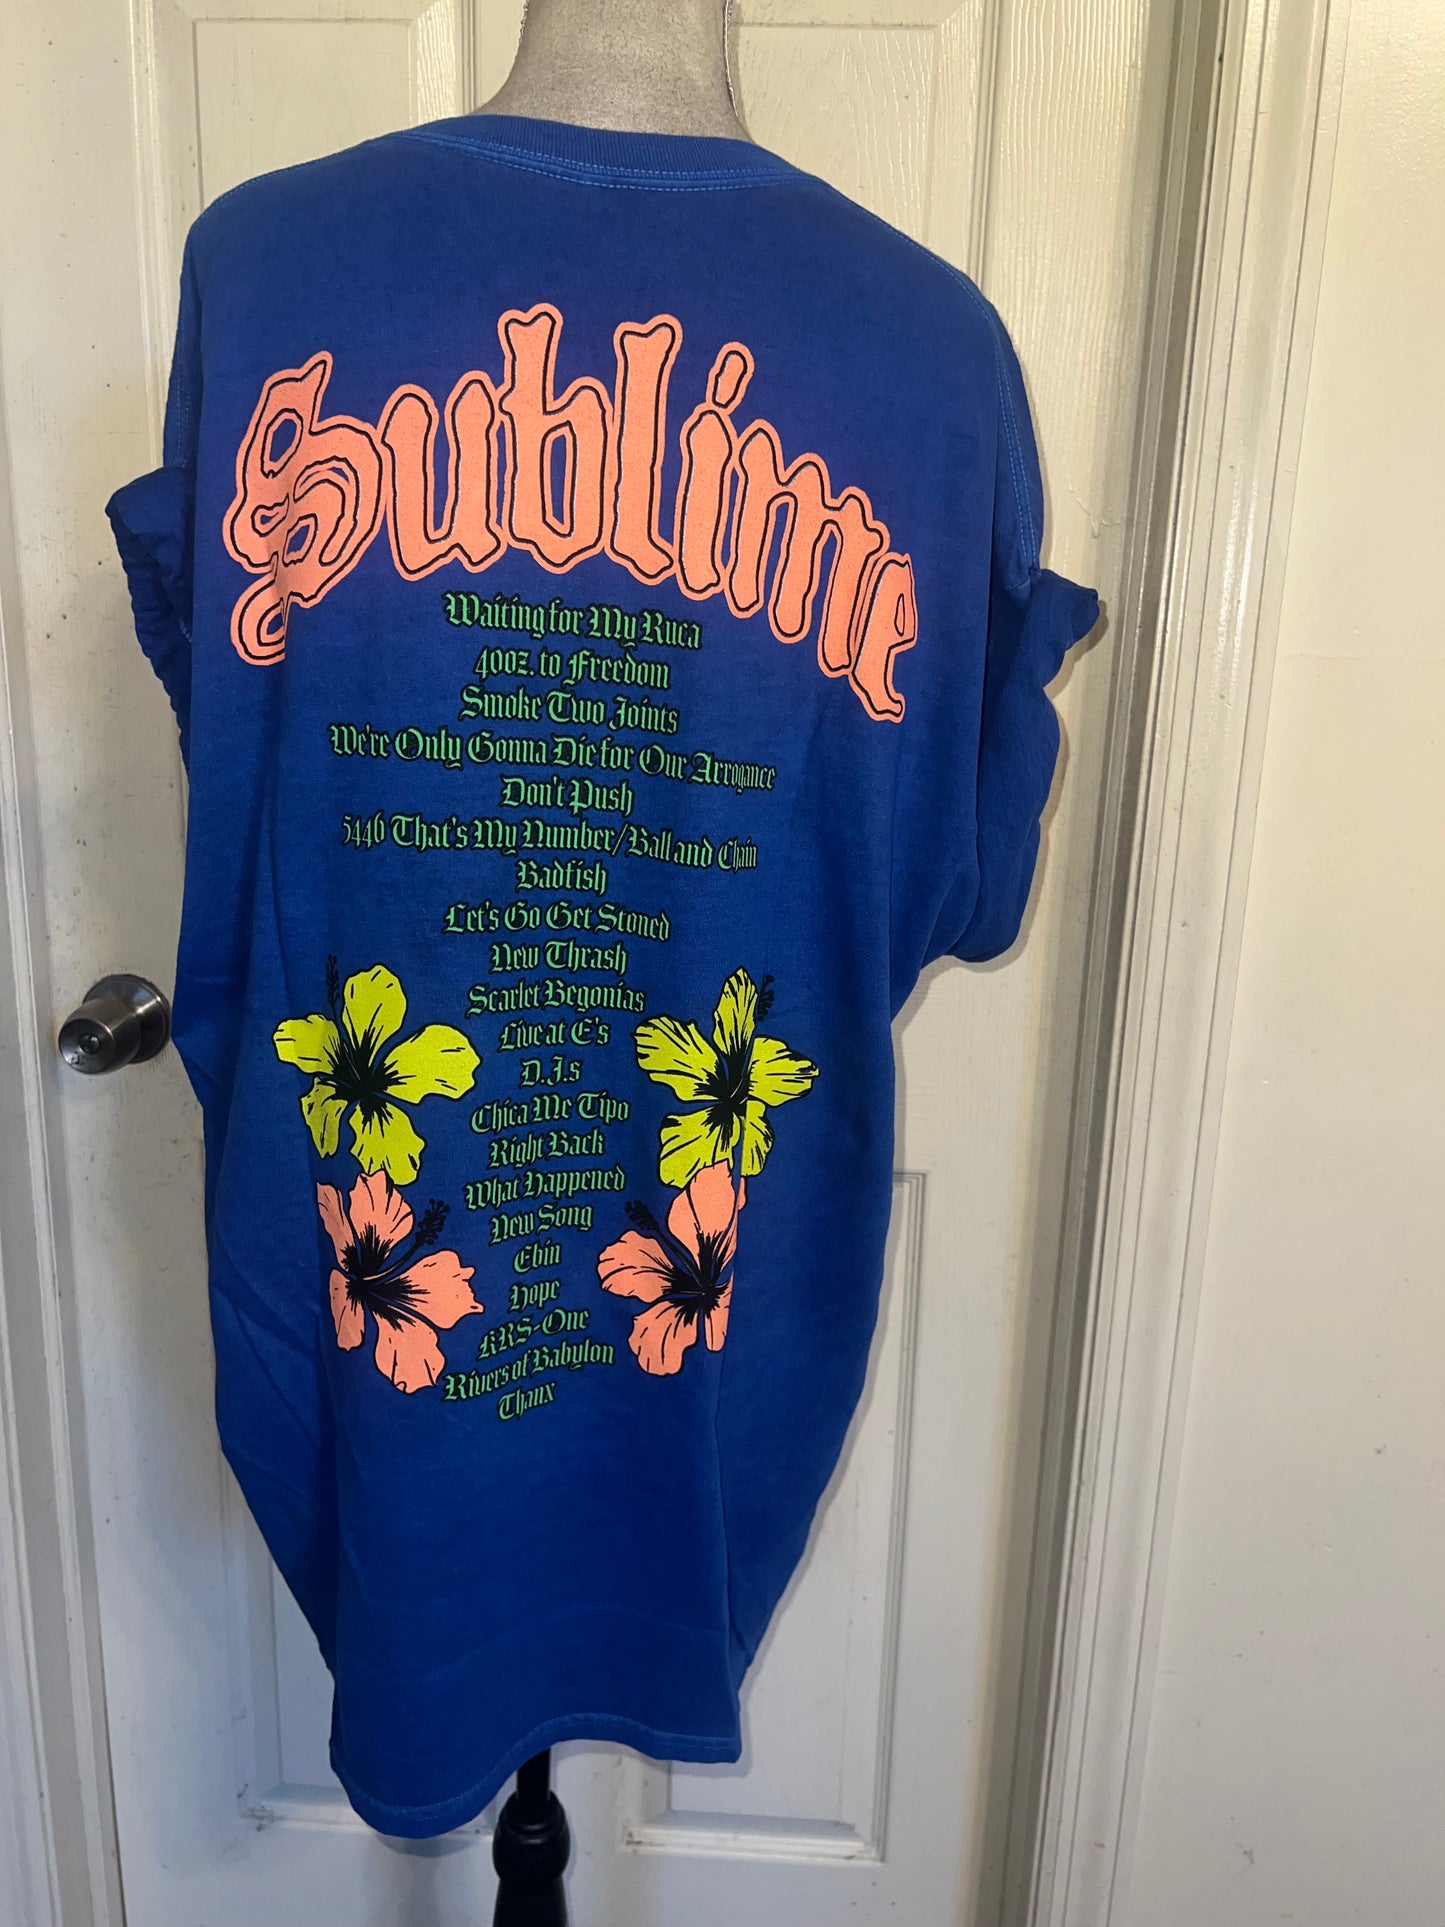 Sublime
Waiting for My Ruca
40oz. to Freedom
Smoke Two Joints
We're Only Gonna Die for Our Arrogance
Don't Push
5446 That's My Number/Ball and Chain
Badfish
Let's Go Get Stoned
New Thrash
Scarlet Begonias
Live at E's
D.J.s
Chica Me Tipo
Right Back
What Happened
New Song
Ebin
Hope
KRS-One
Rivers of Babylon
Thanx